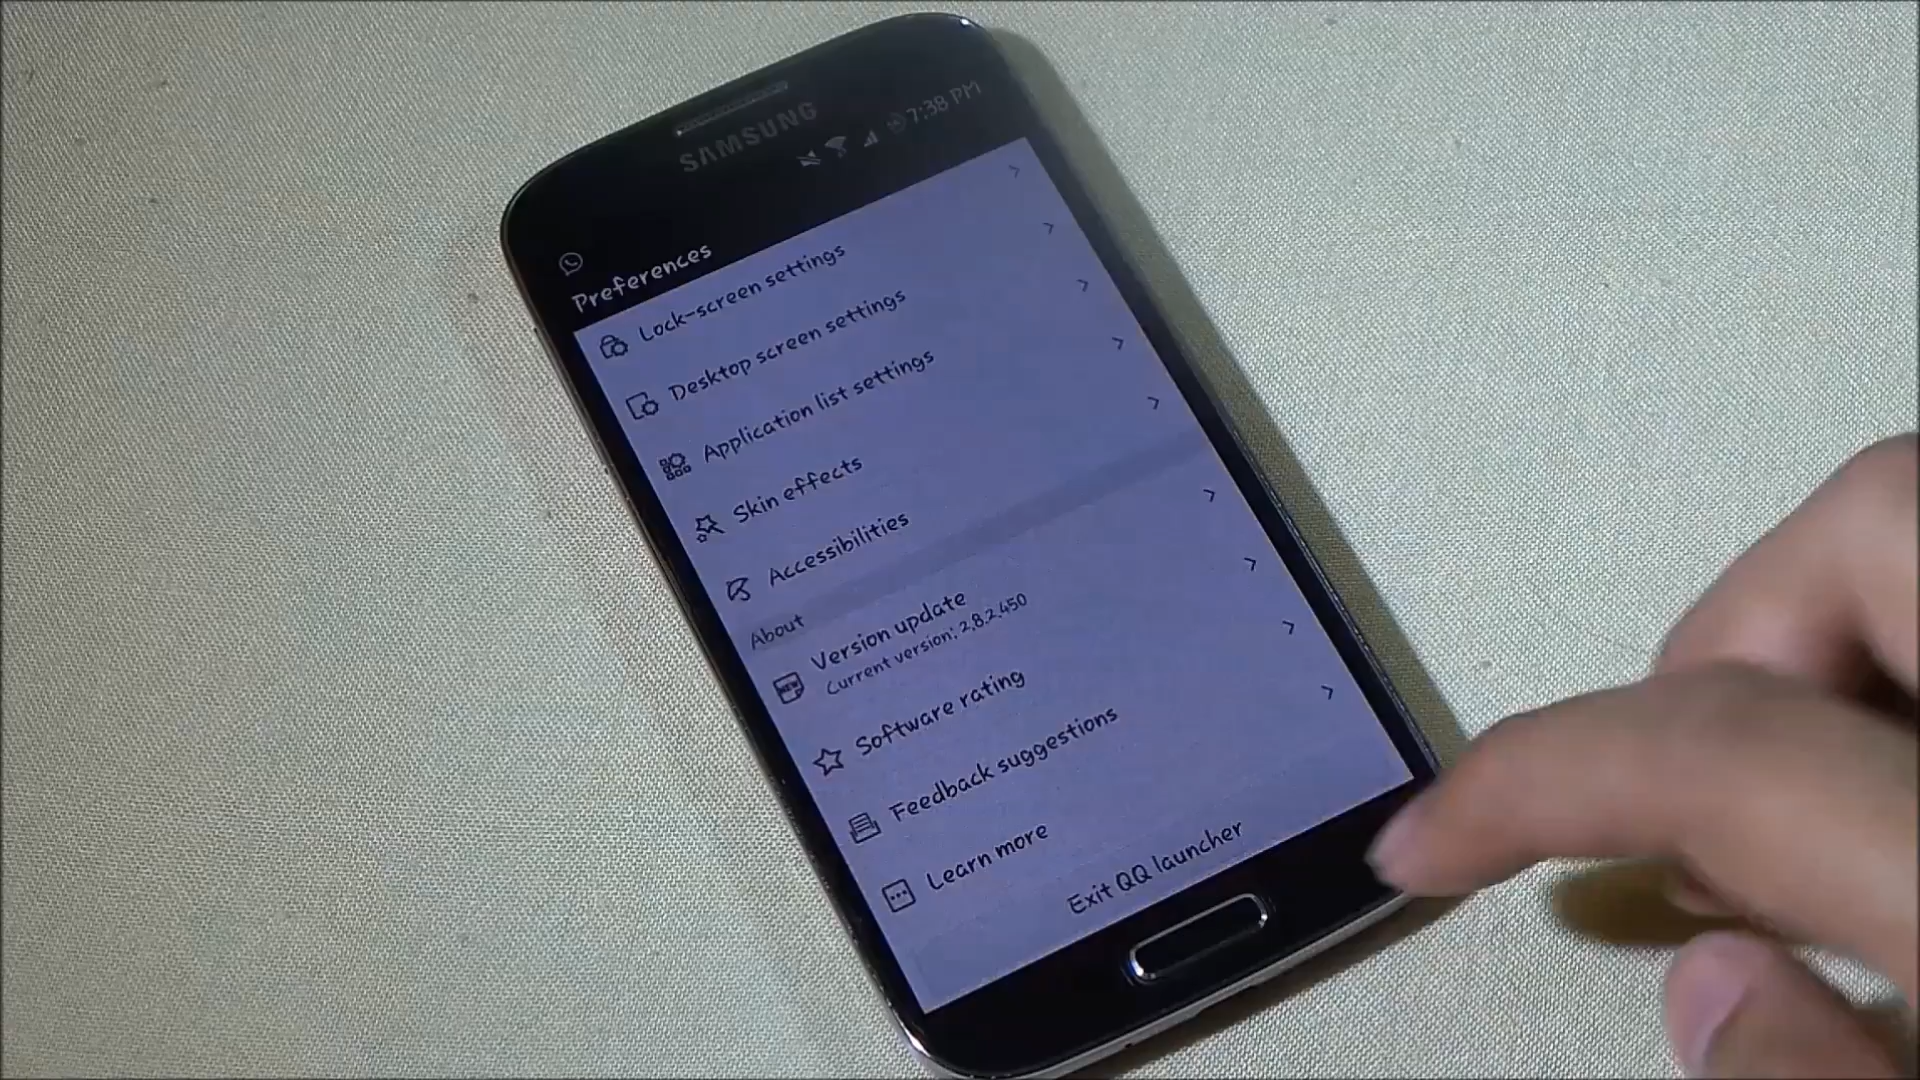 SAMSUNG
7:38 PM
Preferences
Lock-screen settings
Desktop screen settings
Application list settings
Skin effects
Accessibilities
About
Version update
Current version: 2.8.2.450
NEW
Software rating
Feedback suggestions
Learn more
Exit QQ launcher